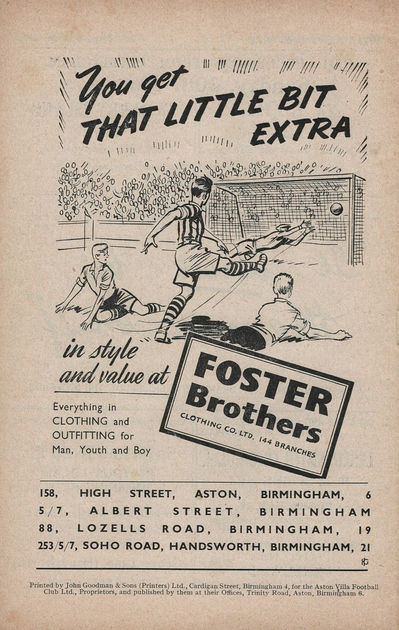 You get
THAT LITTLE BIT
EXTRA
in style
and value at
FOSTER
Brothers
CLOTHING CO. LTD. 144 BRANCHES
Everything in
CLOTHING and
OUTFITTING for
Man, Youth and Boy
158, HIGH STREET, ASTON, BIRMINGHAM, 6
5/7, ALBERT STREET, BIRMINGHAM
88, LOZELLS ROAD, BIRMINGHAM, 19
253/5/7, SOHO ROAD, HANDSWORTH, BIRMINGHAM, 21
Printed by John Goodman & Sons (Printers) Ltd., Cardigan Street, Birmingham 4, for the Aston Villa Football
Club Ltd., Proprietors, and published by them at their Offices, Trinity Road, Aston, Birmingham 6.